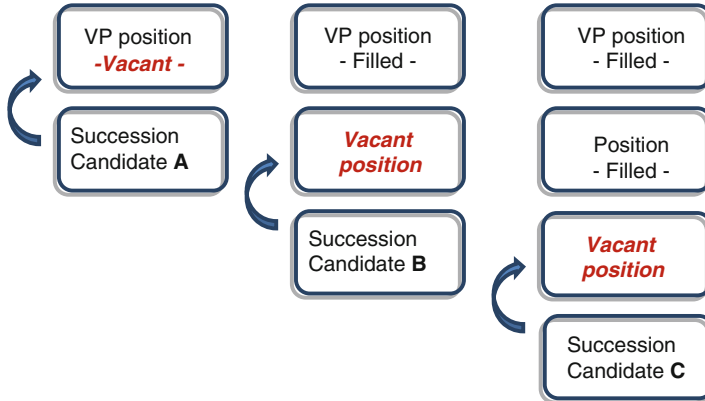 VP position
-Vacant -
Succession
Candidate A
VP position
- Filled -
Vacant
position
Succession
Candidate B
VP position
- Filled -
Position
- Filled -
Vacant
position
Succession
Candidate C